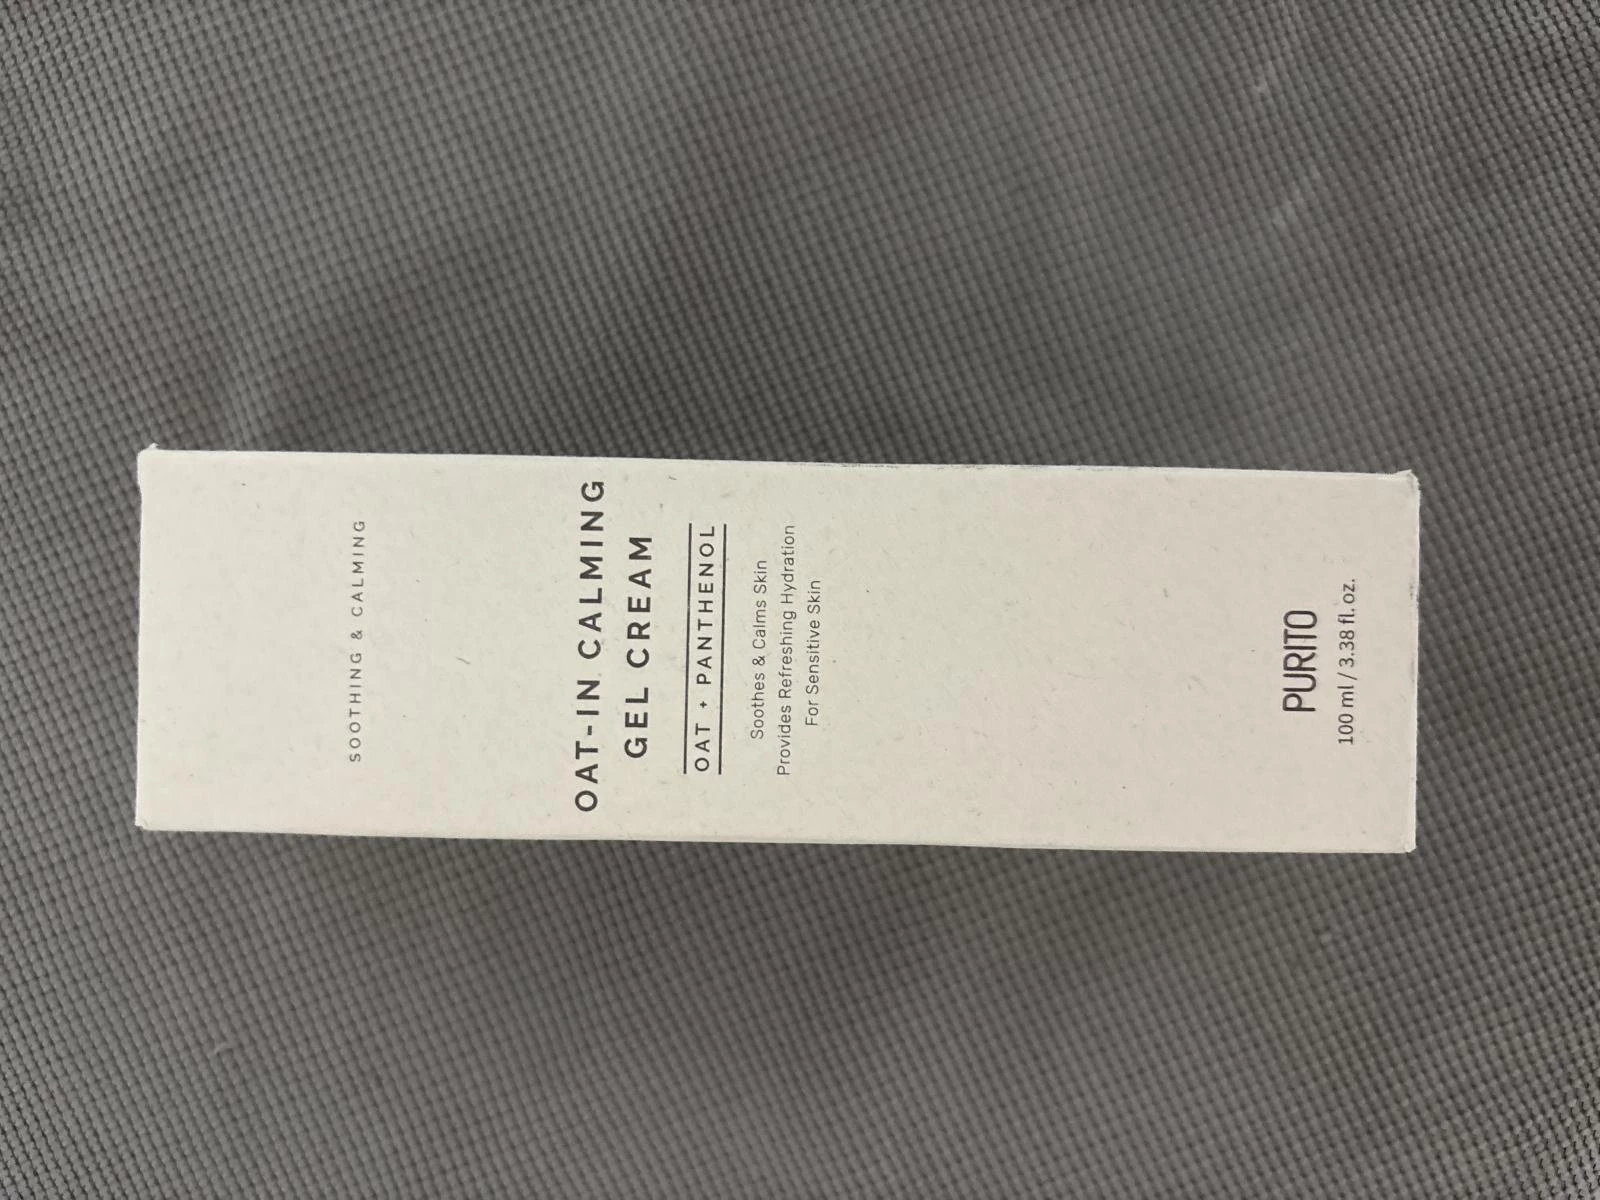 SOOTHING & CALMING
OAT-IN CALMING
GEL CREAM
OAT + PANTHENOL
Soothes & Calms Skin
Provides Refreshing Hydration
For Sensitive Skin
PURITO
100 ml / 3.38 fl. oz.